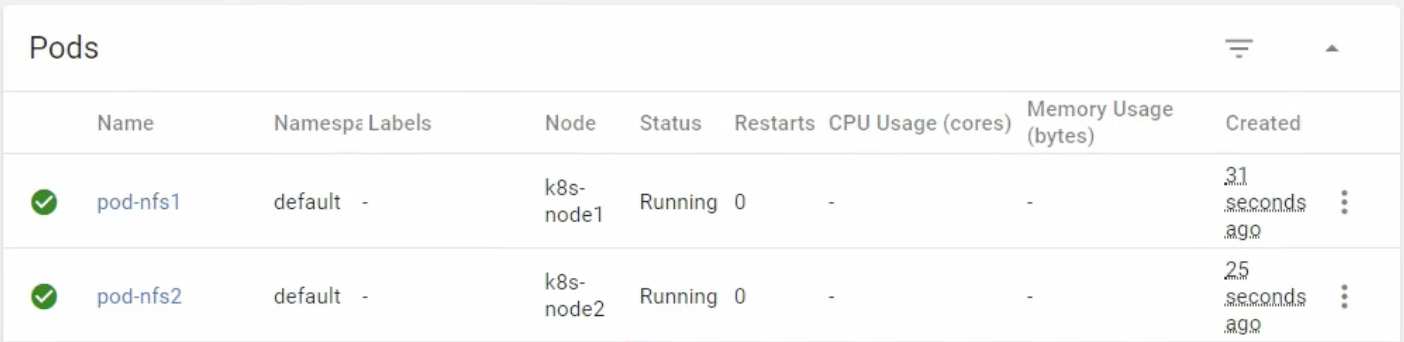 Pods
Name Namespa Labels Node Status Restarts CPU Usage (cores) Memory Usage (bytes) Created
pod-nfs1 default - k8s-node1 Running 0 - - 31 seconds ago
pod-nfs2 default - k8s-node2 Running 0 - - 25 seconds ago